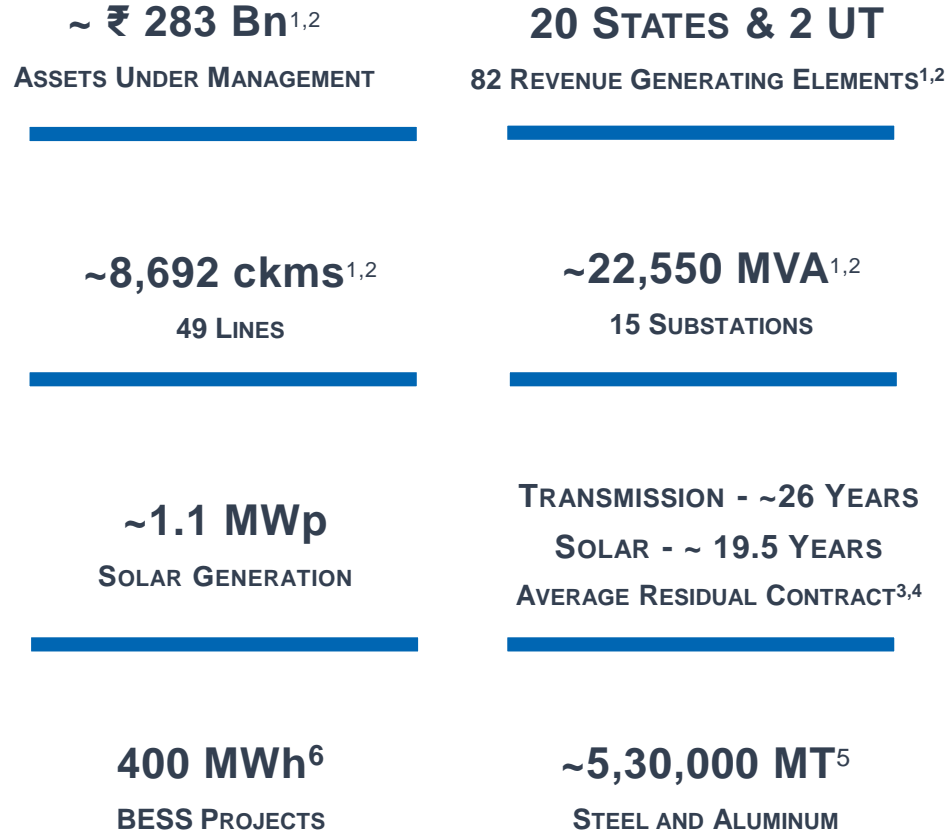 ~ ₹ 283 Bn1,2
ASSETS UNDER MANAGEMENT
20 STATES & 2 UT
82 REVENUE GENERATING ELEMENTS1,2
~8,692 ckms1,2
49 LINES
~22,550 MVA1,2
15 SUBSTATIONS
~1.1 MWp
SOLAR GENERATION
TRANSMISSION - ~26 YEARS
SOLAR - ~ 19.5 YEARS
AVERAGE RESIDUAL CONTRACT3,4
400 MWh6
BESS PROJECTS
~5,30,000 MT5
STEEL AND ALUMINUM